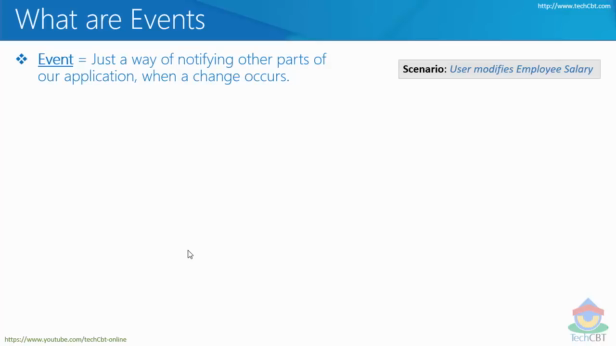 What are Events
http://www.techCbt.com
❖ Event = Just a way of notifying other parts of
our application, when a change occurs.
Scenario: User modifies Employee Salary
TechCBT
https://www.youtube.com/techCbt-online